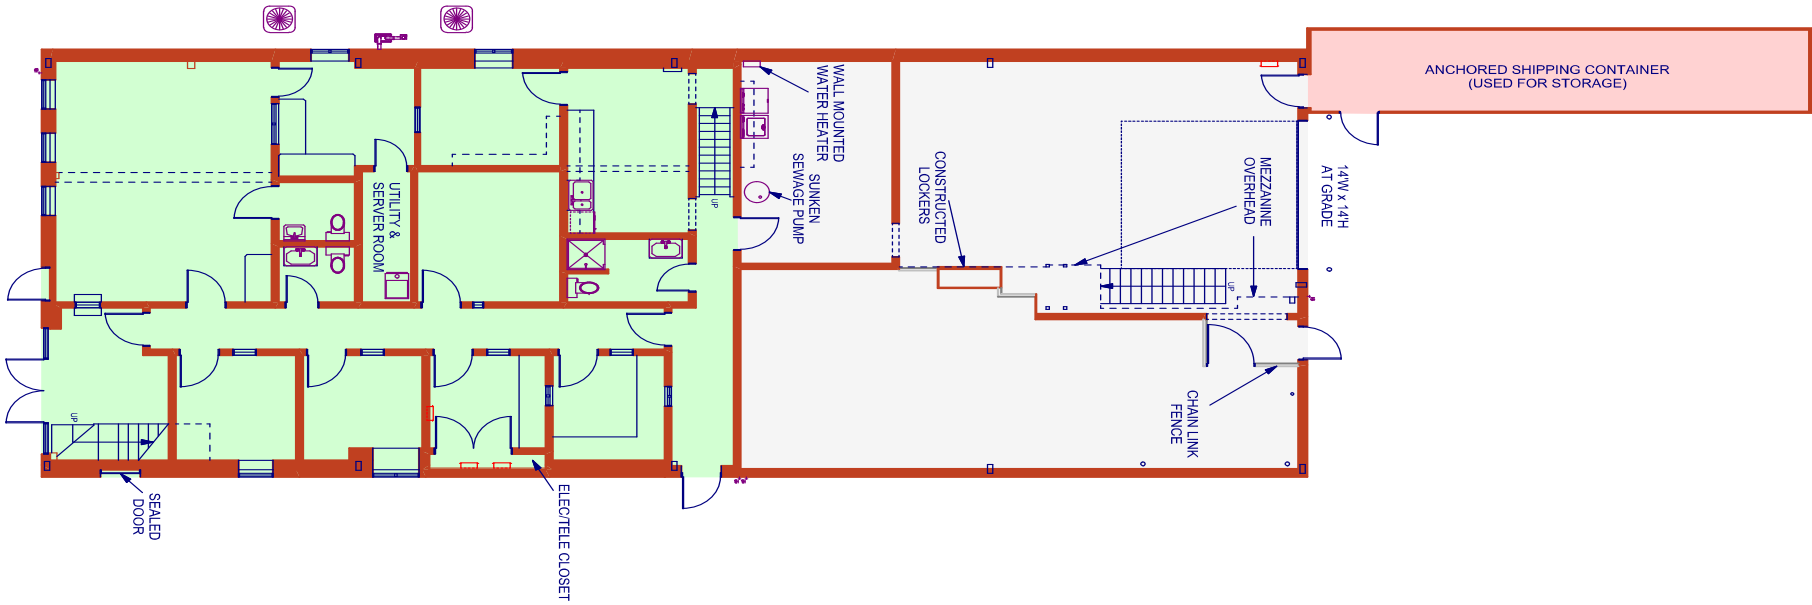 ANCHORED SHIPPING CONTAINER
(USED FOR STORAGE)
WALL MOUNTED
WATER HEATER
SUNKEN
SEWAGE PUMP
CONSTRUCTED
LOCKERS
MEZZANINE
OVERHEAD
14'W x 14'H
AT GRADE
UTILITY &
SERVER ROOM
UP
UP
UP
CHAIN LINK
FENCE
SEALED
DOOR
ELEC/TELE CLOSET